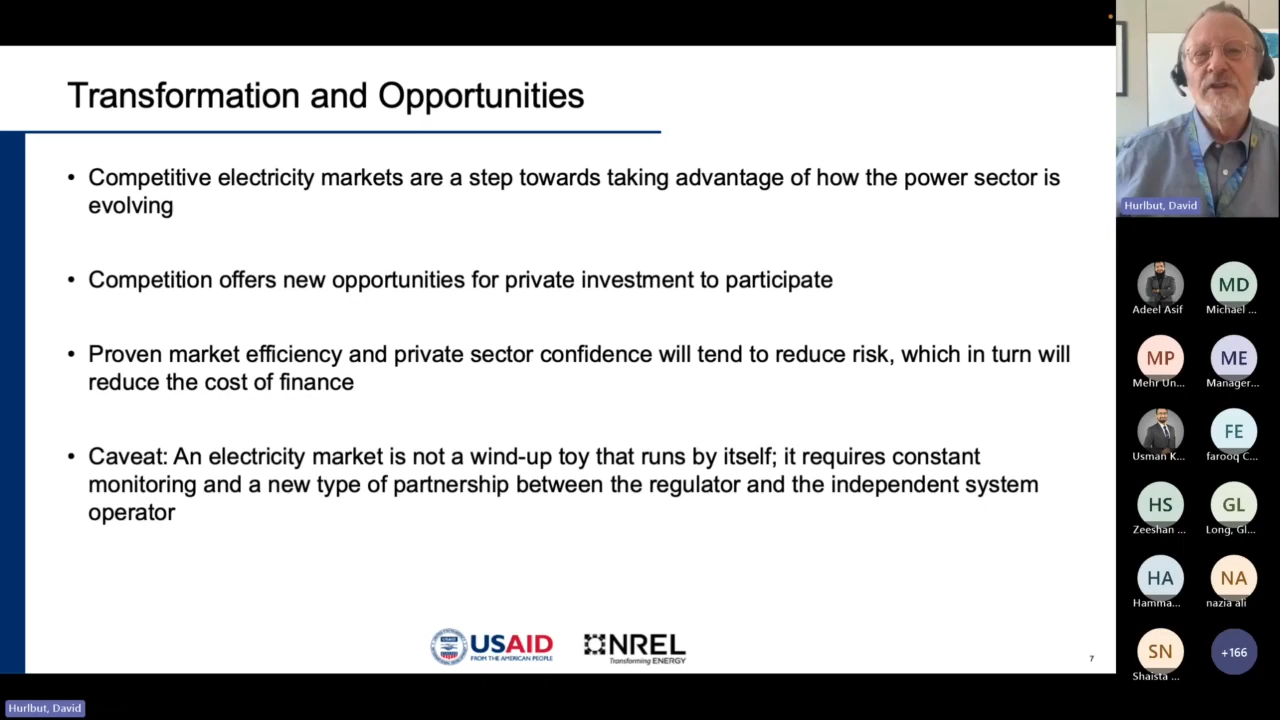 Transformation and Opportunities
• Competitive electricity markets are a step towards taking advantage of how the power sector is
evolving
• Competition offers new opportunities for private investment to participate
• Proven market efficiency and private sector confidence will tend to reduce risk, which in turn will
reduce the cost of finance
• Caveat: An electricity market is not a wind-up toy that runs by itself; it requires constant
monitoring and a new type of partnership between the regulator and the independent system
operator
USAID
FROM THE AMERICAN PEOPLE
NREL
Transforming ENERGY
7
Hurlbut, David
Adeel Asif
MD
Michael ...
MP
Mehr Un...
ME
Manager...
Usman K...
FE
farooq C...
HS
Zeeshan ...
GL
Long, Gl...
HA
Hamma...
NA
nazia ali
SN
Shaista ...
+166
Hurlbut, David